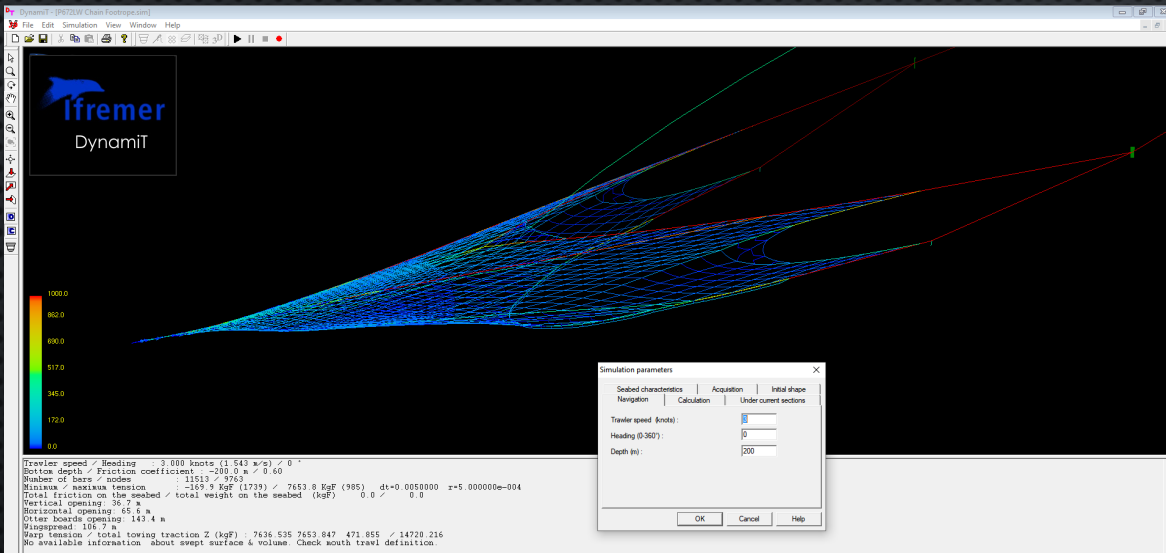 DynamiT - [P672LW Chain Footrope.sim]
File Edit Simulation View Window Help
Ifremer
DynamiT
1000.0
862.0
690.0
517.0
345.0
172.0
0.0
Simulation parameters
Seabed characteristics Acquisition Initial shape
Navigation Calculation Under current sections
Trawler speed (knots) : 3
Heading (0-360°) : 0
Depth (m) : 200
OK Cancel Help
Trawler speed / Heading : 3.000 knots (1.543 m/s) / 0 °
Bottom depth / Friction coefficient : -200.0 m / 0.60
Number of bars / nodes : 11513 / 9763
Minimum / maximum tension : -169.9 KgF (1739) / 7653.8 KgF (985) dt=0.0050000 r=5.000000e-004
Total friction on the seabed / total weight on the seabed (kgF) 0.0 / 0.0
Vertical opening: 36.7 m
Horizontal opening: 65.6 m
Otter boards opening: 143.4 m
Wingspread: 106.7 m
Warp tension / total towing traction Z (kgF) : 7636.535 7653.847 471.855 / 14720.216
No available information about swept surface & volume. Check mouth trawl definition.